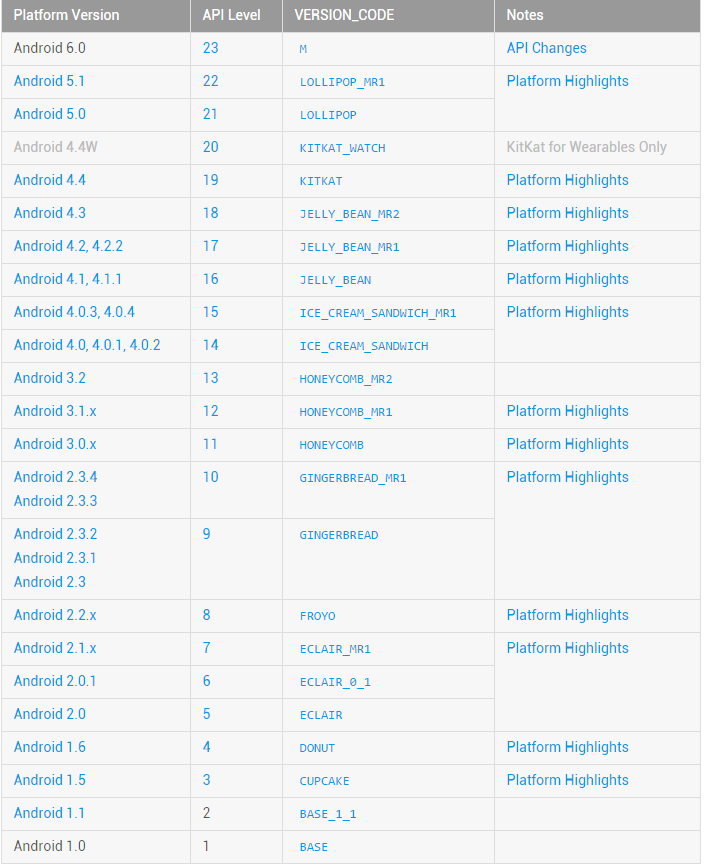 Platform Version API Level VERSION_CODE Notes
Android 6.0 23 M API Changes
Android 5.1 22 LOLLIPOP_MR1 Platform Highlights
Android 5.0 21 LOLLIPOP
Android 4.4W 20 KITKAT_WATCH KitKat for Wearables Only
Android 4.4 19 KITKAT Platform Highlights
Android 4.3 18 JELLY_BEAN_MR2 Platform Highlights
Android 4.2, 4.2.2 17 JELLY_BEAN_MR1 Platform Highlights
Android 4.1, 4.1.1 16 JELLY_BEAN Platform Highlights
Android 4.0.3, 4.0.4 15 ICE_CREAM_SANDWICH_MR1 Platform Highlights
Android 4.0, 4.0.1, 4.0.2 14 ICE_CREAM_SANDWICH
Android 3.2 13 HONEYCOMB_MR2
Android 3.1.x 12 HONEYCOMB_MR1 Platform Highlights
Android 3.0.x 11 HONEYCOMB Platform Highlights
Android 2.3.4 10 GINGERBREAD_MR1 Platform Highlights
Android 2.3.3
Android 2.3.2 9 GINGERBREAD
Android 2.3.1
Android 2.3
Android 2.2.x 8 FROYO Platform Highlights
Android 2.1.x 7 ECLAIR_MR1 Platform Highlights
Android 2.0.1 6 ECLAIR_0_1
Android 2.0 5 ECLAIR
Android 1.6 4 DONUT Platform Highlights
Android 1.5 3 CUPCAKE Platform Highlights
Android 1.1 2 BASE_1_1
Android 1.0 1 BASE